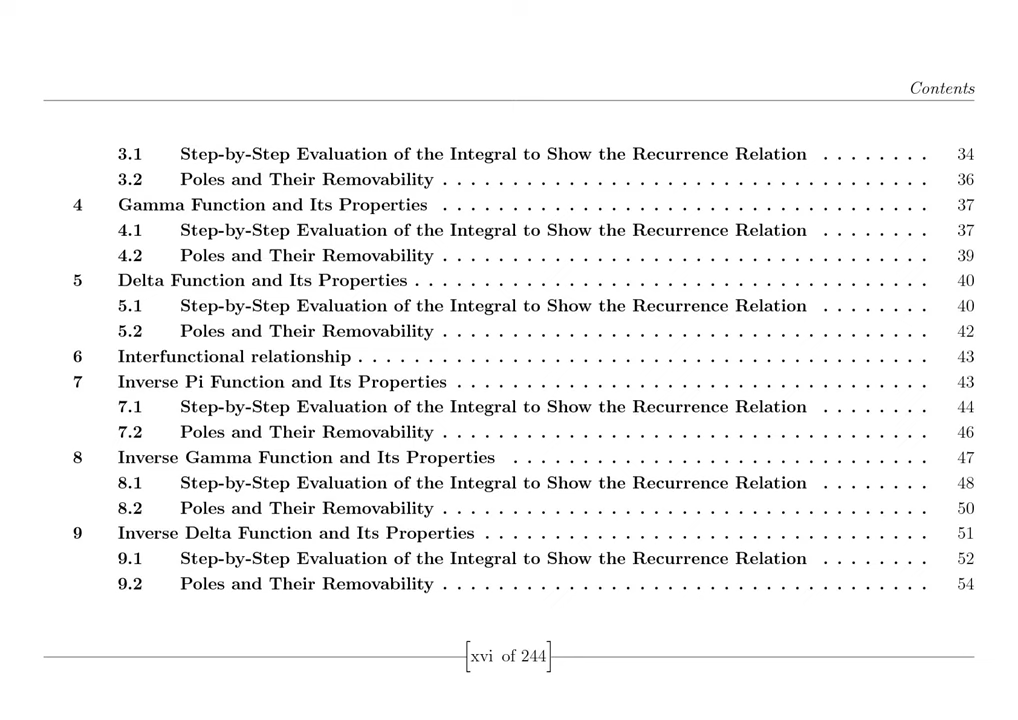 Contents
3.1 Step-by-Step Evaluation of the Integral to Show the Recurrence Relation . . . . . . . . 34
3.2 Poles and Their Removability . . . . . . . . . . . . . . . . . . . . . . . . . . . . . . . . . . . 36
4 Gamma Function and Its Properties . . . . . . . . . . . . . . . . . . . . . . . . . . . . . . . . . . . 37
4.1 Step-by-Step Evaluation of the Integral to Show the Recurrence Relation . . . . . . . . 37
4.2 Poles and Their Removability . . . . . . . . . . . . . . . . . . . . . . . . . . . . . . . . . . . 39
5 Delta Function and Its Properties . . . . . . . . . . . . . . . . . . . . . . . . . . . . . . . . . . . . . 40
5.1 Step-by-Step Evaluation of the Integral to Show the Recurrence Relation . . . . . . . . 40
5.2 Poles and Their Removability . . . . . . . . . . . . . . . . . . . . . . . . . . . . . . . . . . . 42
6 Interfunctional relationship . . . . . . . . . . . . . . . . . . . . . . . . . . . . . . . . . . . . . . . . . 43
7 Inverse Pi Function and Its Properties . . . . . . . . . . . . . . . . . . . . . . . . . . . . . . . . . . 43
7.1 Step-by-Step Evaluation of the Integral to Show the Recurrence Relation . . . . . . . . 44
7.2 Poles and Their Removability . . . . . . . . . . . . . . . . . . . . . . . . . . . . . . . . . . . 46
8 Inverse Gamma Function and Its Properties . . . . . . . . . . . . . . . . . . . . . . . . . . . . . . 47
8.1 Step-by-Step Evaluation of the Integral to Show the Recurrence Relation . . . . . . . . 48
8.2 Poles and Their Removability . . . . . . . . . . . . . . . . . . . . . . . . . . . . . . . . . . . 50
9 Inverse Delta Function and Its Properties . . . . . . . . . . . . . . . . . . . . . . . . . . . . . . . . 51
9.1 Step-by-Step Evaluation of the Integral to Show the Recurrence Relation . . . . . . . . 52
9.2 Poles and Their Removability . . . . . . . . . . . . . . . . . . . . . . . . . . . . . . . . . . . 54
[xvi of 244]